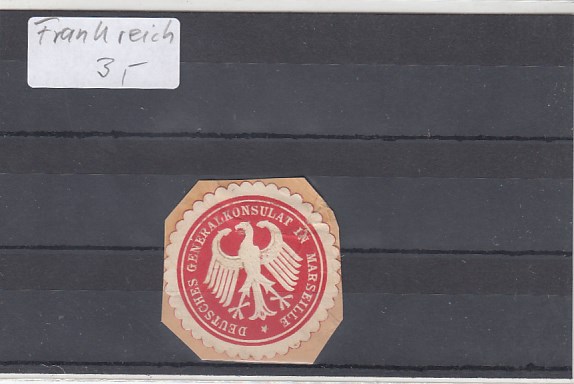 Frankreich
3,-
DEUTSCHES GENERALKONSULAT IN MARSEILLE